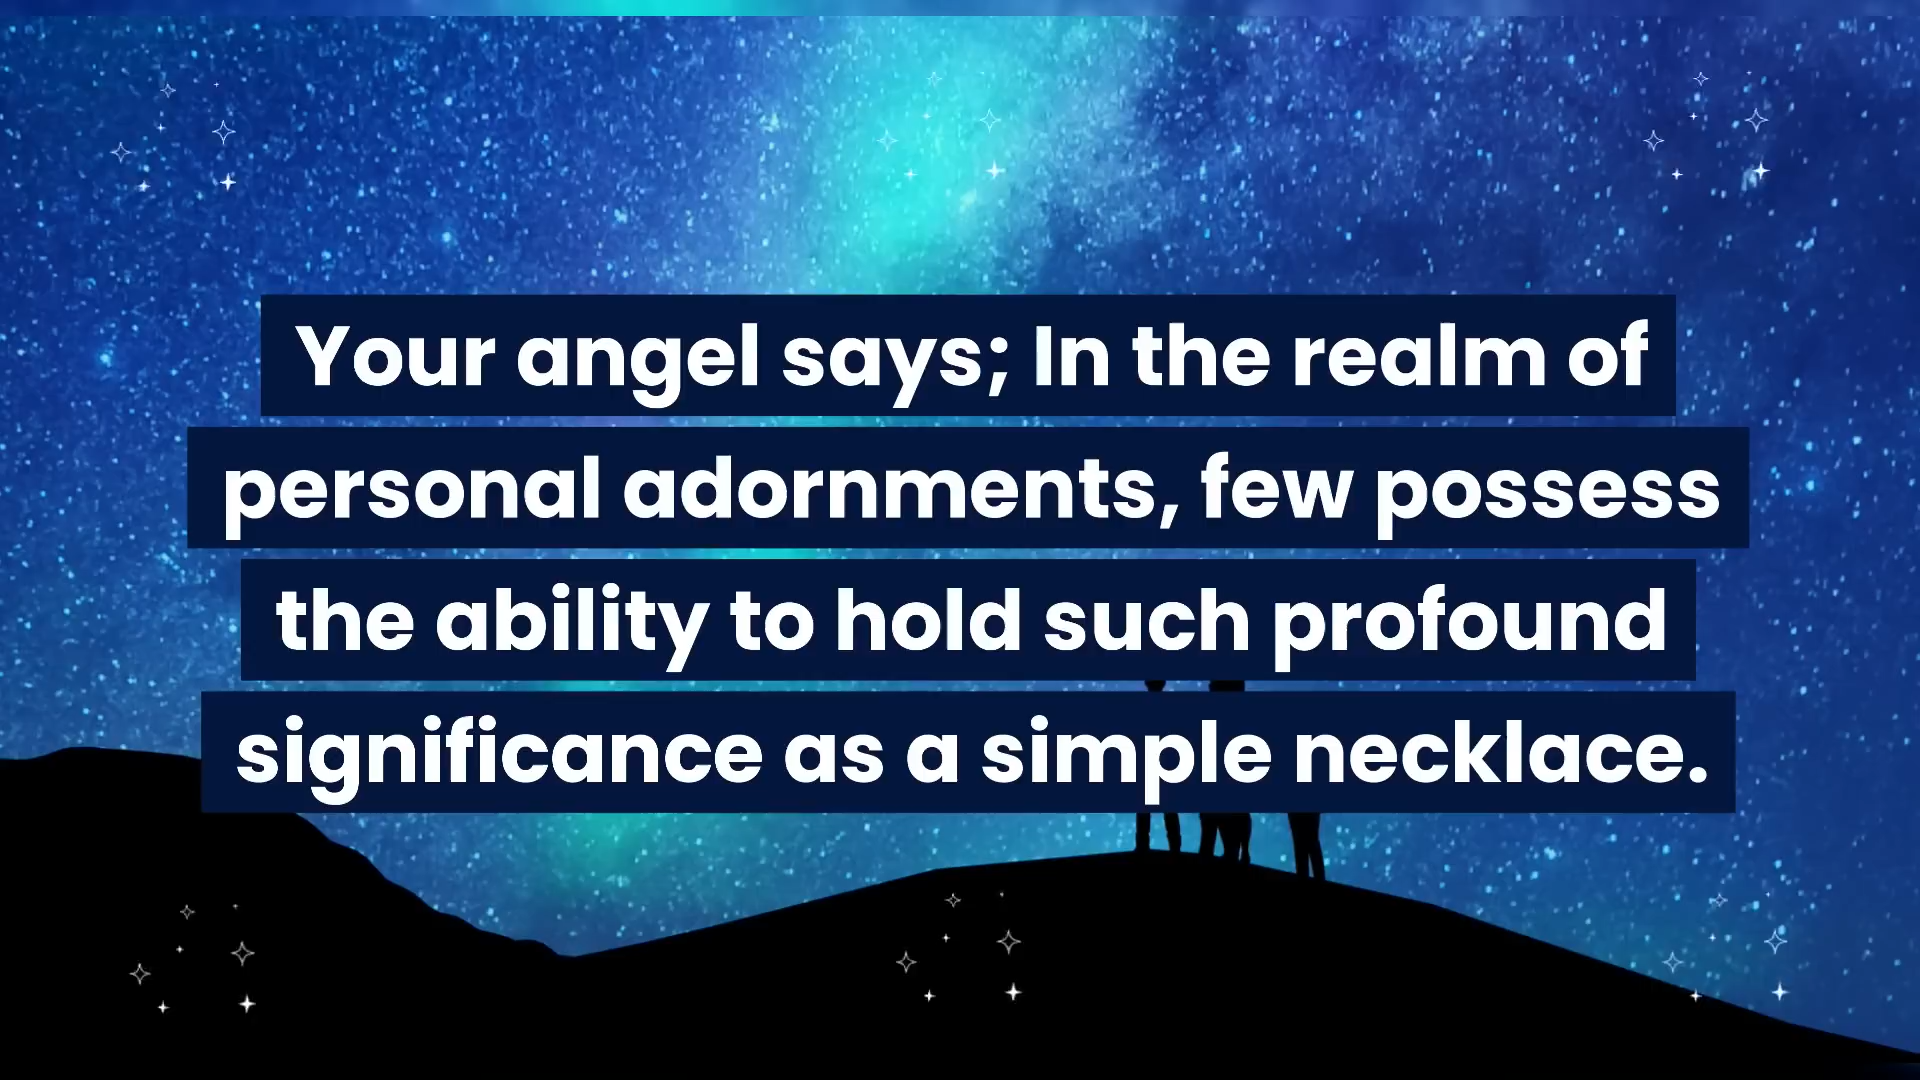 Your angel says; In the realm of
personal adornments, few possess
the ability to hold such profound
significance as a simple necklace.